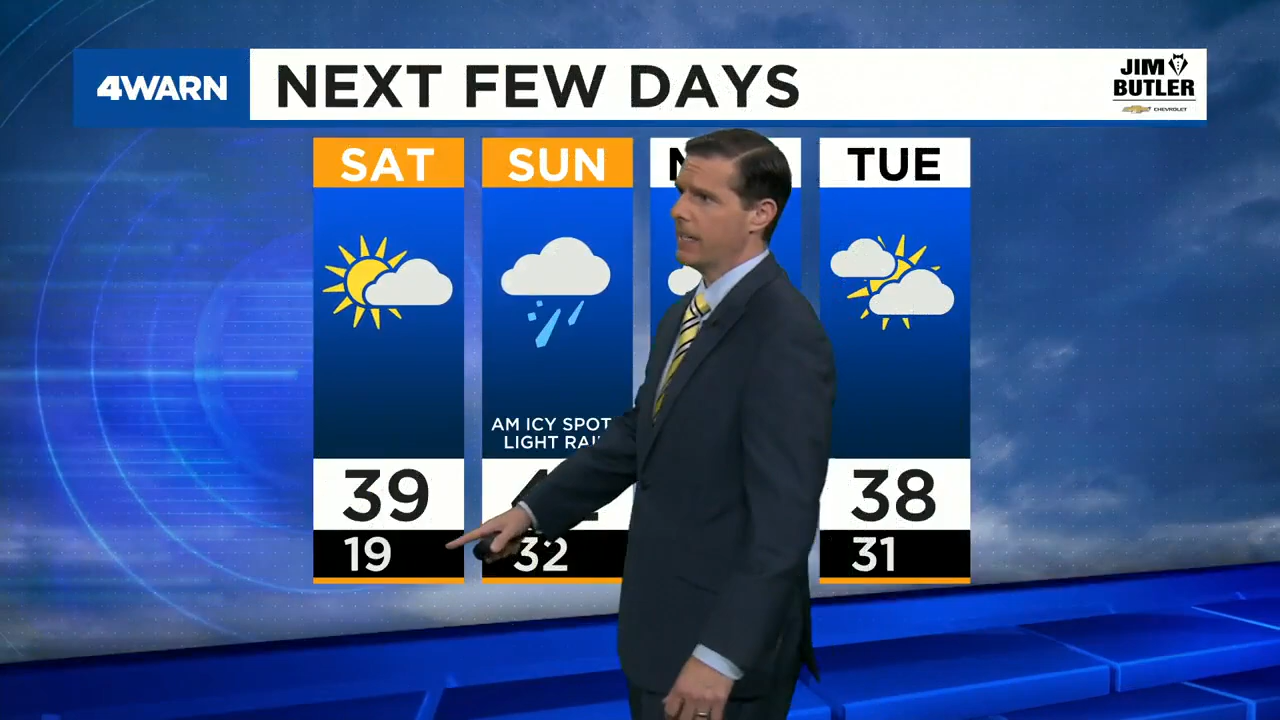 4WARN
NEXT FEW DAYS
JIM
BUTLER
CHEVROLET
SAT
SUN
TUE
AM ICY SPOT
LIGHT RAI
39
38
19
32
31